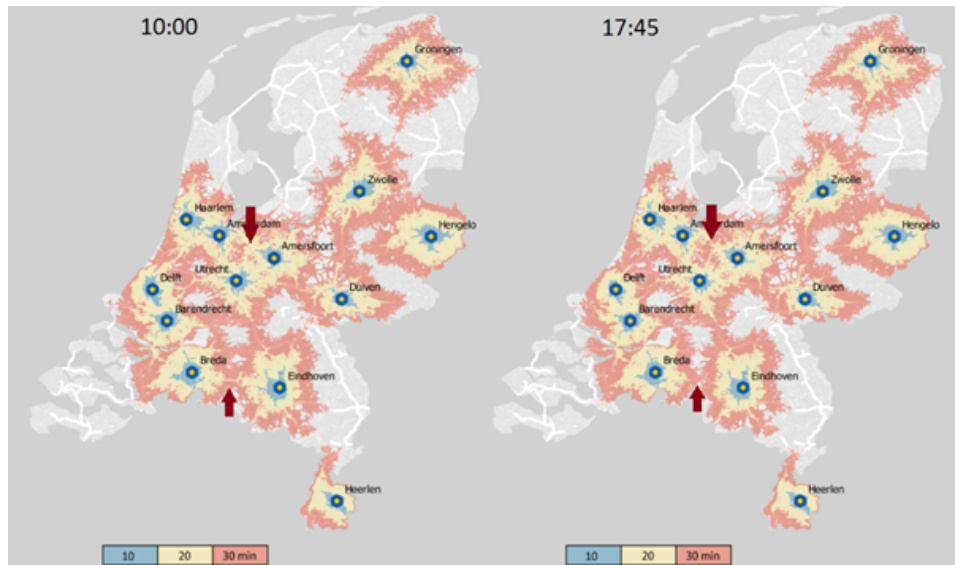 10:00
Groningen
Zwolle
Haarlem
Amsterdam
Hengelo
Amersfoort
Utrecht
Delft
Duiven
Barendrecht
Breda
Eindhoven
Heerlen
10 20 30 min
17:45
Groningen
Zwolle
Haarlem
Amsterdam
Hengelo
Amersfoort
Utrecht
Delft
Duiven
Barendrecht
Breda
Eindhoven
Heerlen
10 20 30 min